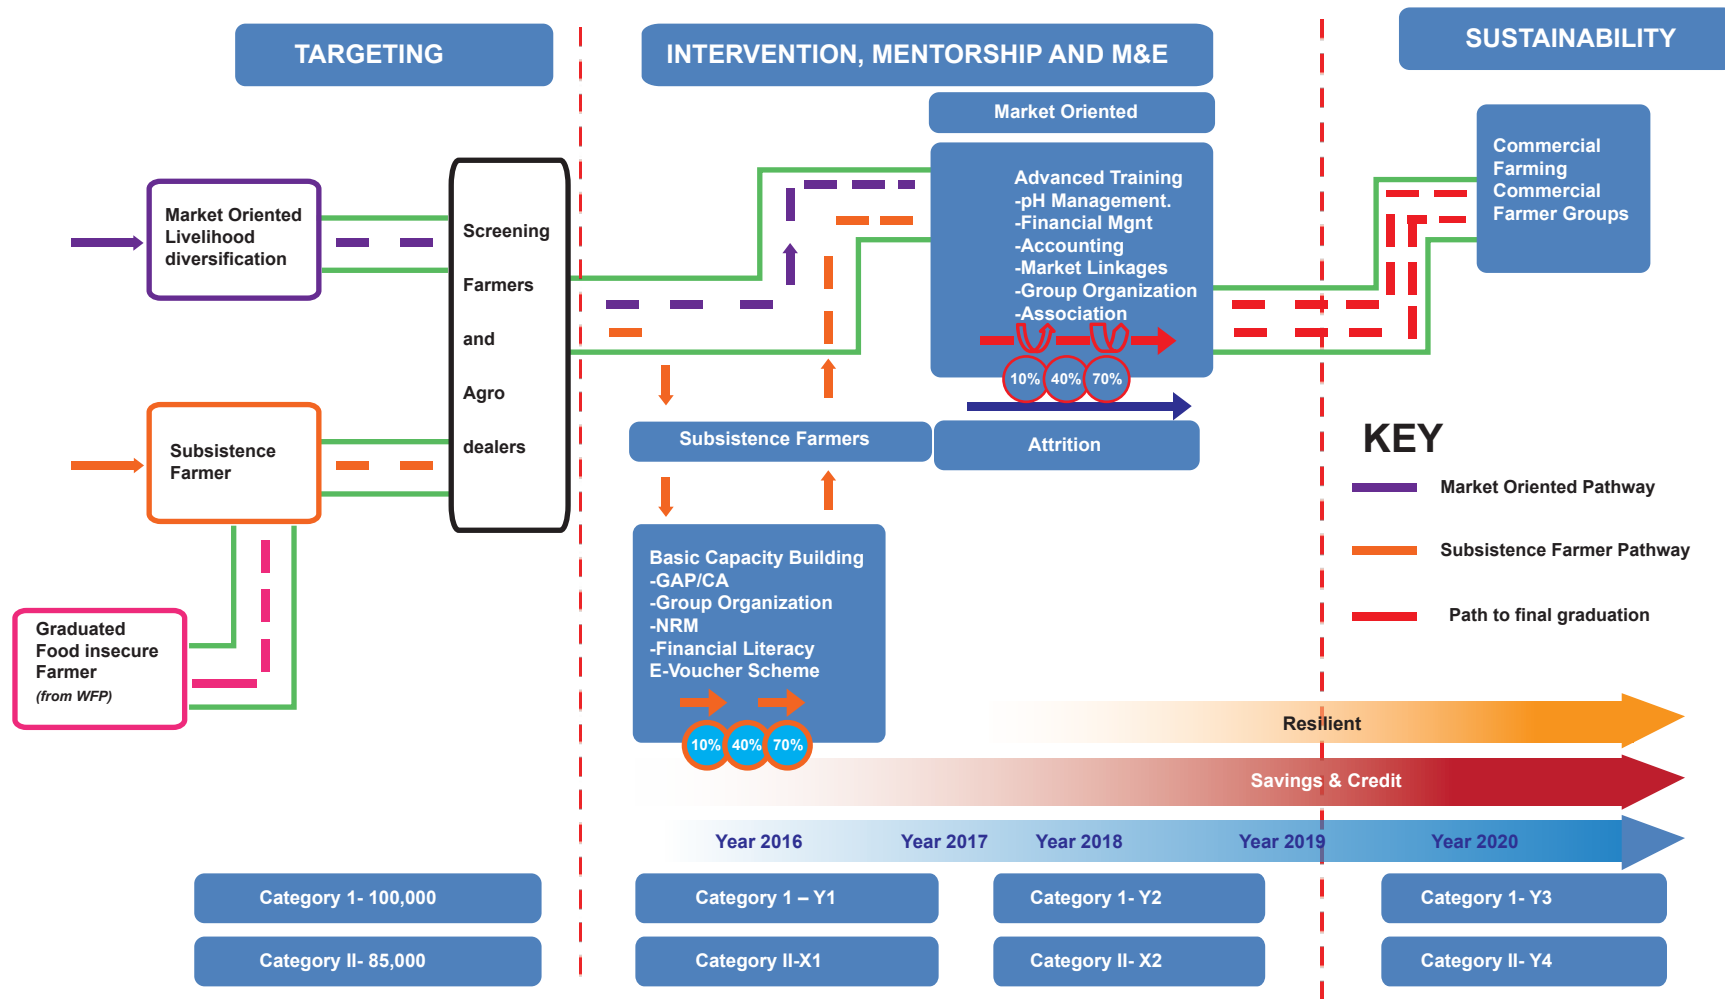 TARGETING
INTERVENTION, MENTORSHIP AND M&E
SUSTAINABILITY
Market Oriented
Livelihood
diversification
Subsistence
Farmer
Graduated
Food insecure
Farmer
(from WFP)
Screening
Farmers
and
Agro
dealers
Market Oriented
Advanced Training
-pH Management.
-Financial Mgnt
-Accounting
-Market Linkages
-Group Organization
-Association
10% 40% 70%
Attrition
Subsistence Farmers
Basic Capacity Building
-GAP/CA
-Group Organization
-NRM
-Financial Literacy
E-Voucher Scheme
10% 40% 70%
Commercial
Farming
Commercial
Farmer Groups
KEY
Market Oriented Pathway
Subsistence Farmer Pathway
Path to final graduation
Resilient
Savings & Credit
Year 2016 Year 2017 Year 2018 Year 2019 Year 2020
Category 1- 100,000
Category 1 – Y1
Category 1- Y2
Category 1- Y3
Category II- 85,000
Category II-X1
Category II- X2
Category II- Y4